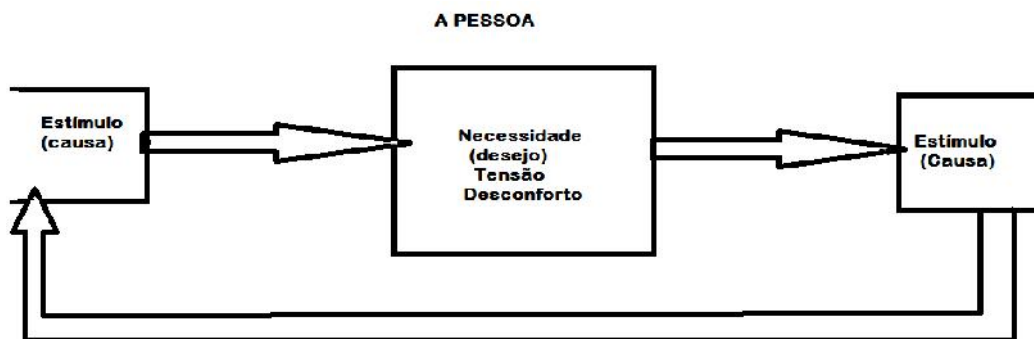 A PESSOA
Estímulo
(causa)
Necessidade
(desejo)
Tensão
Desconforto
Estímulo
(Causa)